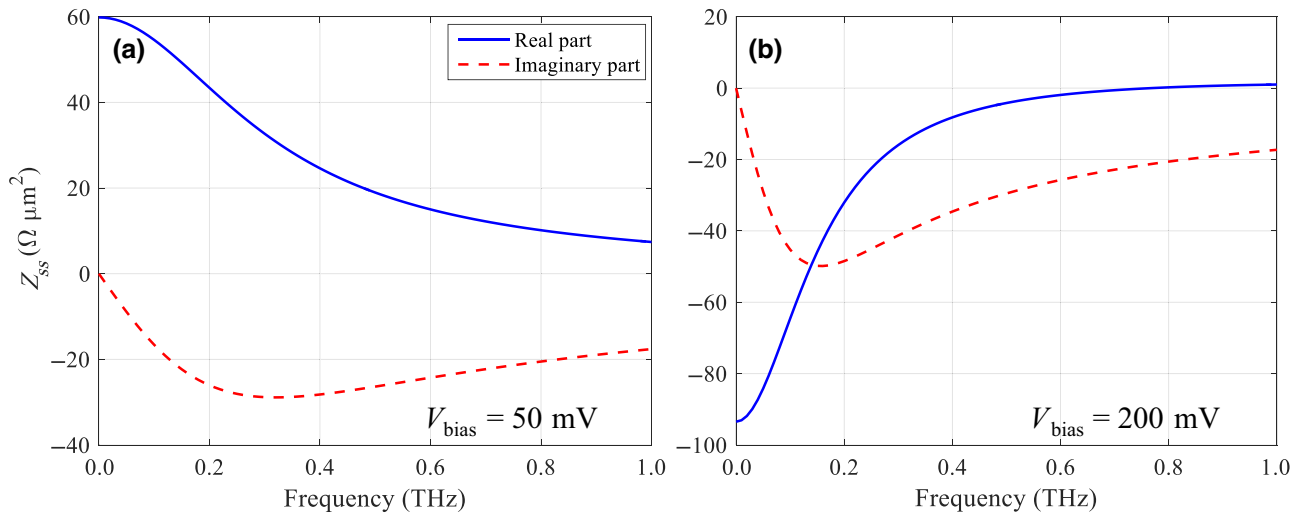 (a)
Real part
Imaginary part
60
40
20
0
−20
−40
Z_ss (Ω μm²)
V_bias = 50 mV
0.0 0.2 0.4 0.6 0.8 1.0
Frequency (THz)
(b)
20
0
−20
−40
−60
−80
−100
V_bias = 200 mV
0.0 0.2 0.4 0.6 0.8 1.0
Frequency (THz)